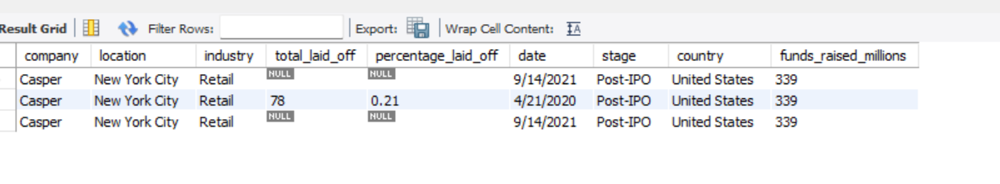 Result Grid Filter Rows: Export: Wrap Cell Content: IA
company location industry total_laid_off percentage_laid_off date stage country funds_raised_millions
Casper New York City Retail NULL NULL 9/14/2021 Post-IPO United States 339
Casper New York City Retail 78 0.21 4/21/2020 Post-IPO United States 339
Casper New York City Retail NULL NULL 9/14/2021 Post-IPO United States 339